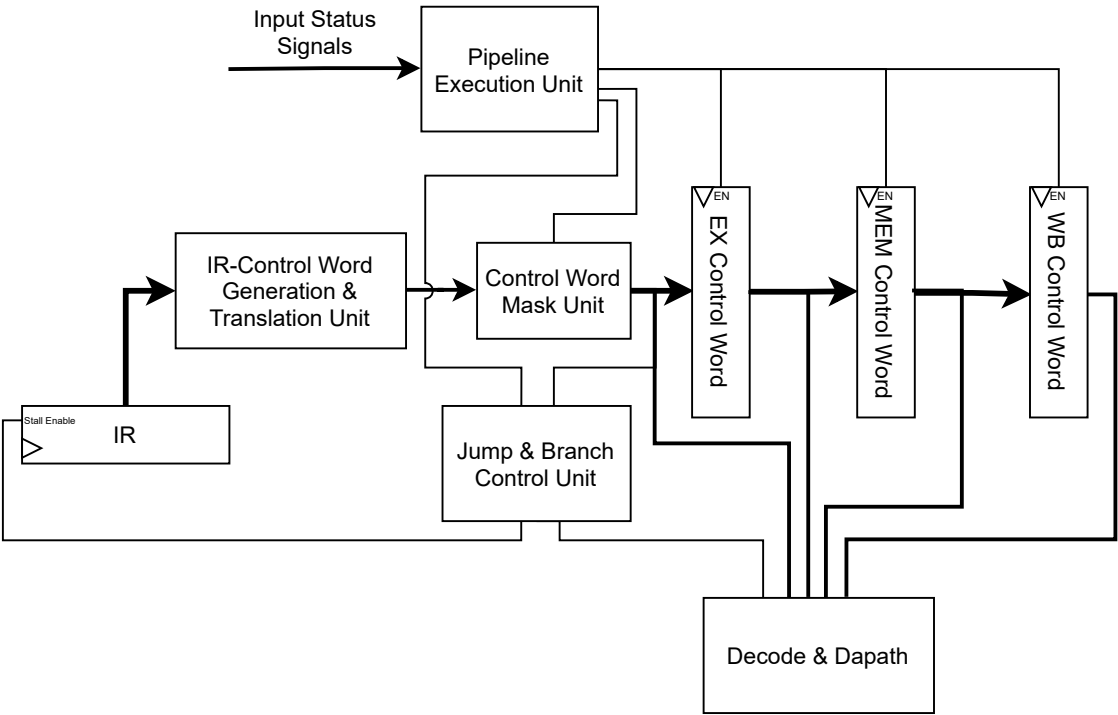 Input Status
Signals
Pipeline
Execution Unit
EN
EN
EN
EX Control Word
MEM Control Word
WB Control Word
IR-Control Word
Generation &
Translation Unit
Control Word
Mask Unit
Stall Enable
IR
Jump & Branch
Control Unit
Decode & Dapath